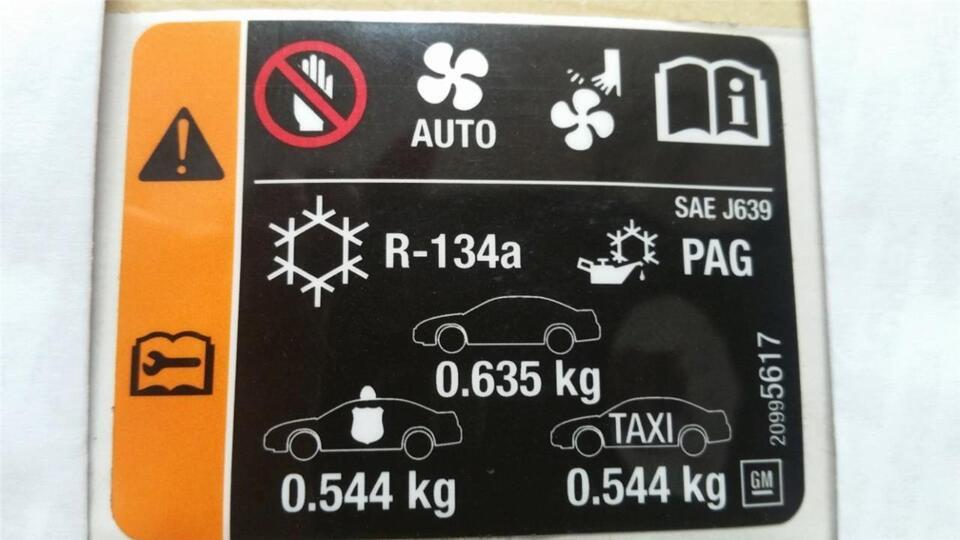 AUTO
i
SAE J639
R-134a
PAG
0.635 kg
TAXI
0.544 kg
0.544 kg
20995617
GM